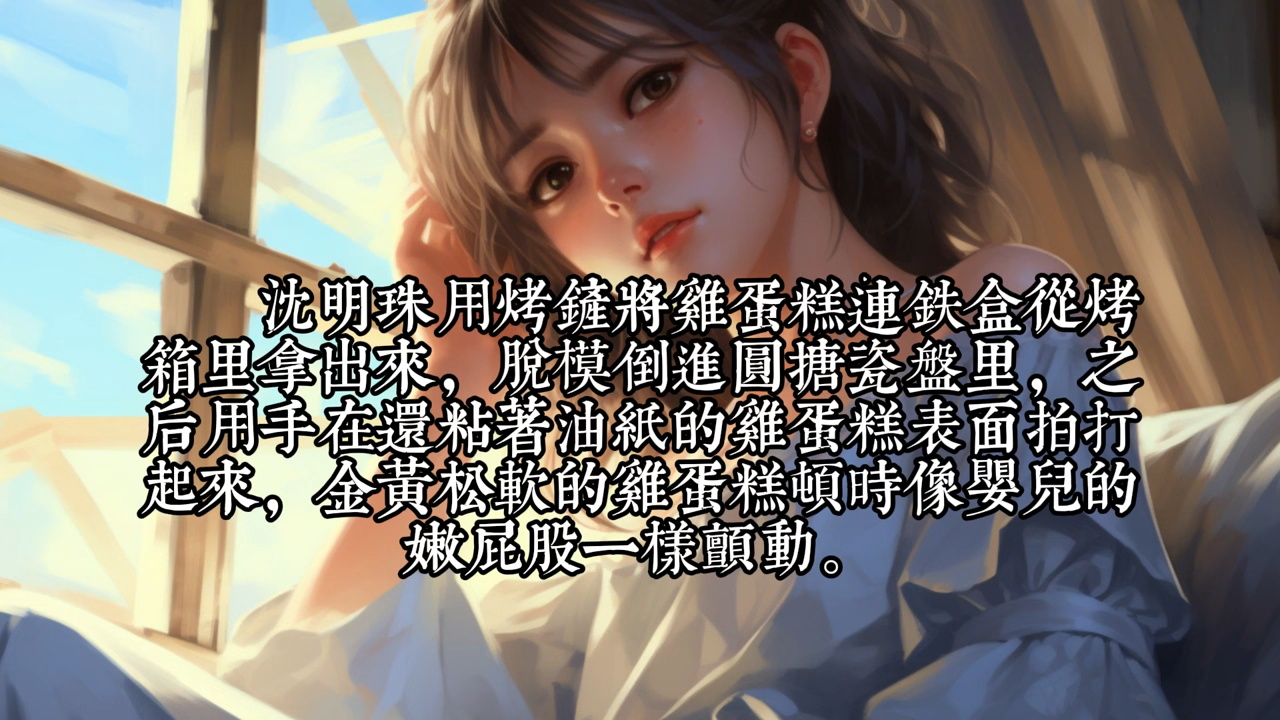 沈明珠用烤鏟將雞蛋糕連鉄盒從烤
箱里拿出來，脫模倒進圓搪瓷盤里，之
后用手在還粘著油紙的雞蛋糕表面拍打
起來，金黃松軟的雞蛋糕頓時像嬰兒的
嫩屁股一樣顫動。